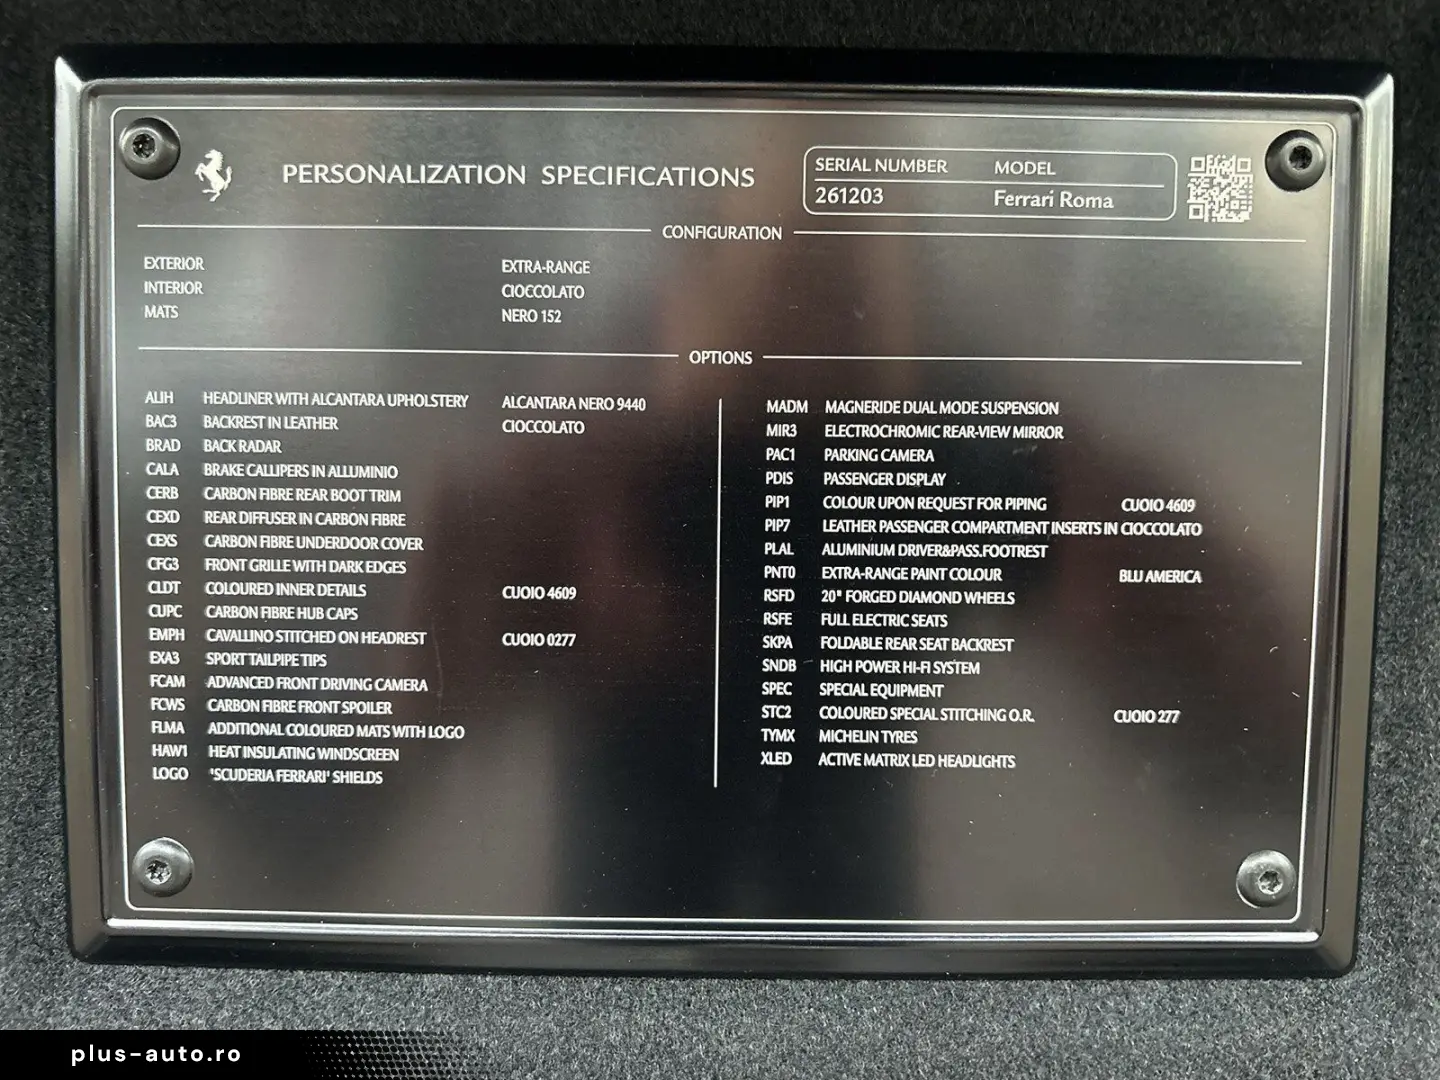 PERSONALIZATION SPECIFICATIONS
SERIAL NUMBER MODEL
261203 Ferrari Roma
CONFIGURATION
EXTERIOR EXTRA-RANGE
INTERIOR CIOCCOLATO
MATS NERO 152
OPTIONS
ALIH HEADLINER WITH ALCANTARA UPHOLSTERY ALCANTARA NERO 9440
BAC3 BACKREST IN LEATHER CIOCCOLATO
BRAD BACK RADAR
CALA BRAKE CALLIPERS IN ALLUMINIO
CERB CARBON FIBRE REAR BOOT TRIM
CEXD REAR DIFFUSER IN CARBON FIBRE
CEXS CARBON FIBRE UNDERDOOR COVER
CFG3 FRONT GRILLE WITH DARK EDGES
CLDT COLOURED INNER DETAILS CUOIO 4609
CUPC CARBON FIBRE HUB CAPS
EMPH CAVALLINO STITCHED ON HEADREST CUOIO 0277
EXA3 SPORT TAILPIPE TIPS
FCAM ADVANCED FRONT DRIVING CAMERA
FCWS CARBON FIBRE FRONT SPOILER
FLMA ADDITIONAL COLOURED MATS WITH LOGO
HAW1 HEAT INSULATING WINDSCREEN
LOGO 'SCUDERIA FERRARI' SHIELDS
MADM MAGNERIDE DUAL MODE SUSPENSION
MIR3 ELECTROCHROMIC REAR-VIEW MIRROR
PAC1 PARKING CAMERA
PDIS PASSENGER DISPLAY
PIP1 COLOUR UPON REQUEST FOR PIPING CUOIO 4609
PIP7 LEATHER PASSENGER COMPARTMENT INSERTS IN CIOCCOLATO
PLAL ALUMINIUM DRIVER&PASS.FOOTREST
PNT0 EXTRA-RANGE PAINT COLOUR BLU AMERICA
RSFD 20" FORGED DIAMOND WHEELS
RSFE FULL ELECTRIC SEATS
SKPA FOLDABLE REAR SEAT BACKREST
SNDB HIGH POWER HI-FI SYSTEM
SPEC SPECIAL EQUIPMENT
STC2 COLOURED SPECIAL STITCHING O.R. CUOIO 277
TYMX MICHELIN TYRES
XLED ACTIVE MATRIX LED HEADLIGHTS
plus-auto.ro